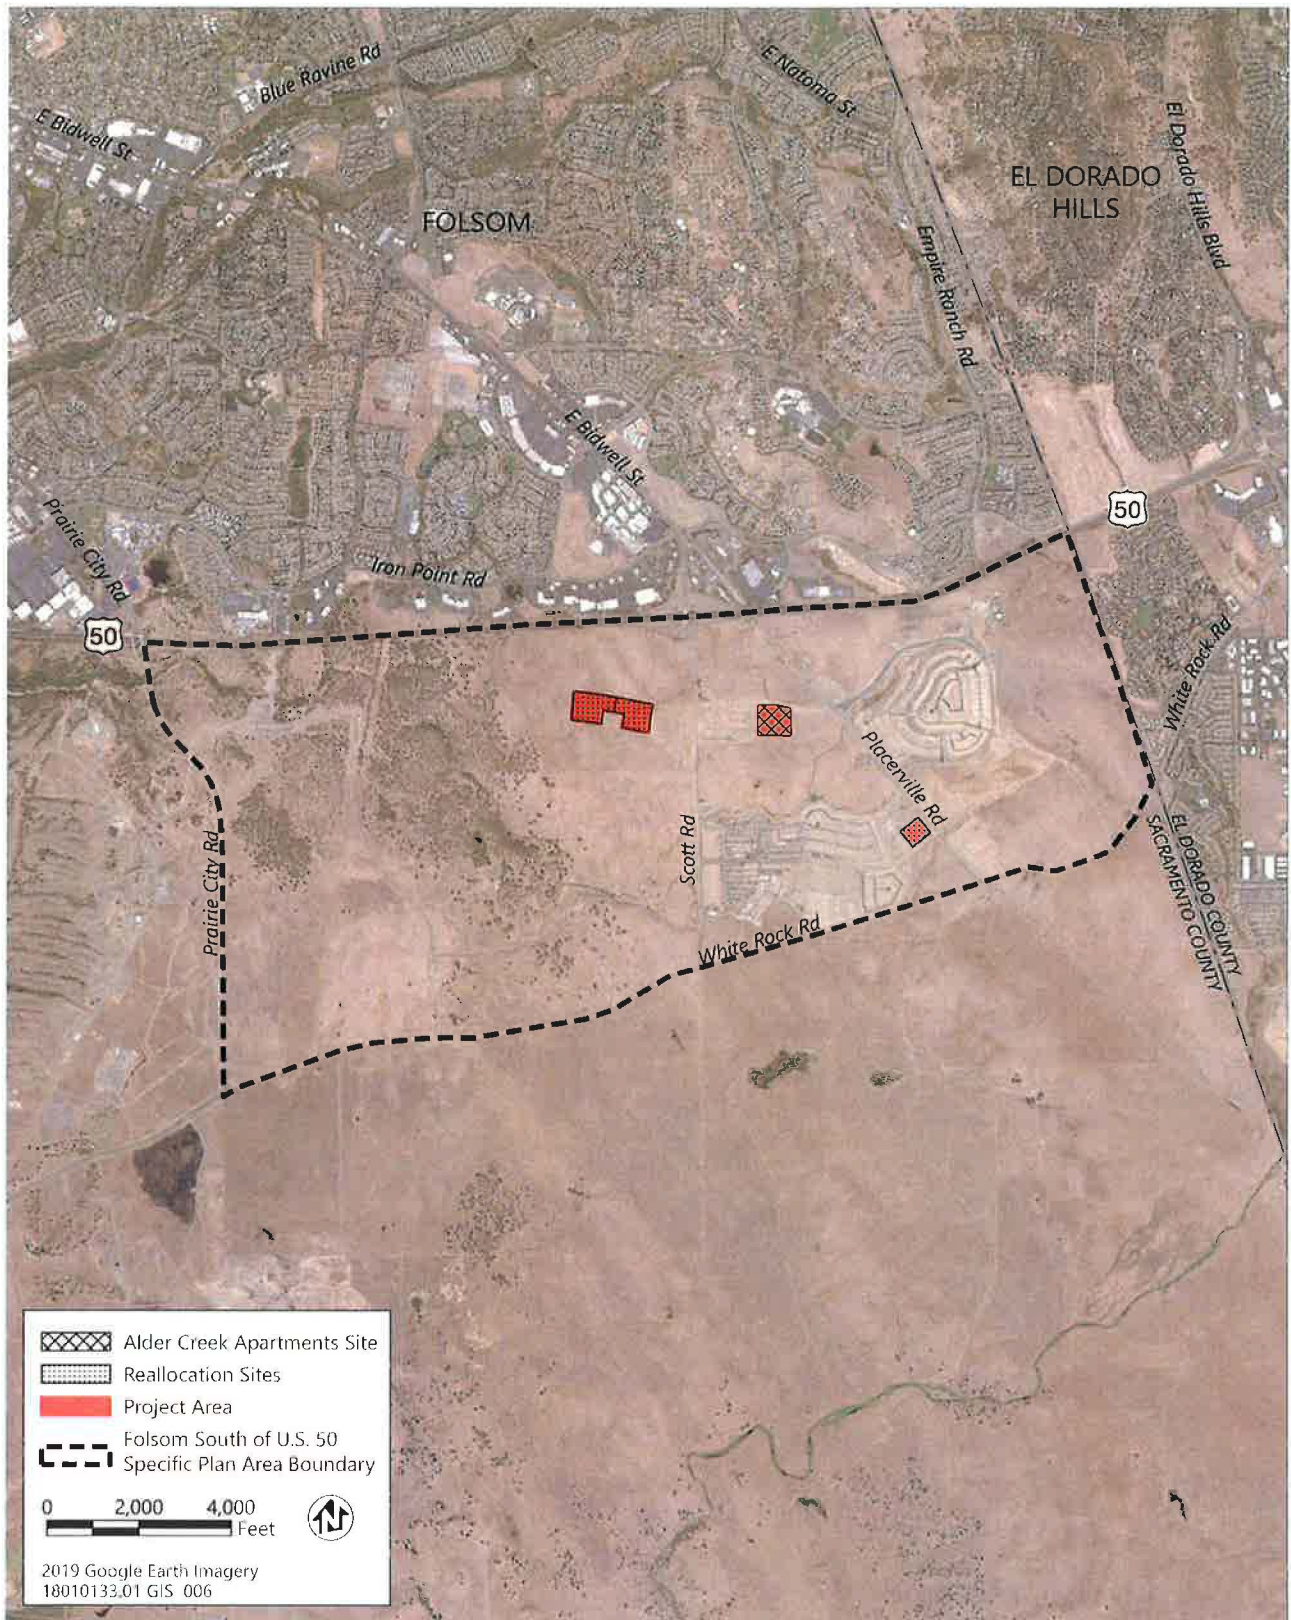 Blue Ravine Rd
E Natoma St
E Bidwell St
El Dorado Hills Blvd
EL DORADO
HILLS
FOLSOM
Empire Ranch Rd
E Bidwell St
50
Prairie City Rd
Iron Point Rd
50
White Rock Rd
Placerville Rd
Scott Rd
Prairie City Rd
EL DORADO COUNTY
SACRAMENTO COUNTY
White Rock Rd
Alder Creek Apartments Site
Reallocation Sites
Project Area
Folsom South of U.S. 50
Specific Plan Area Boundary
0 2,000 4,000
Feet
N
2019 Google Earth Imagery
18010133.01 GIS 006